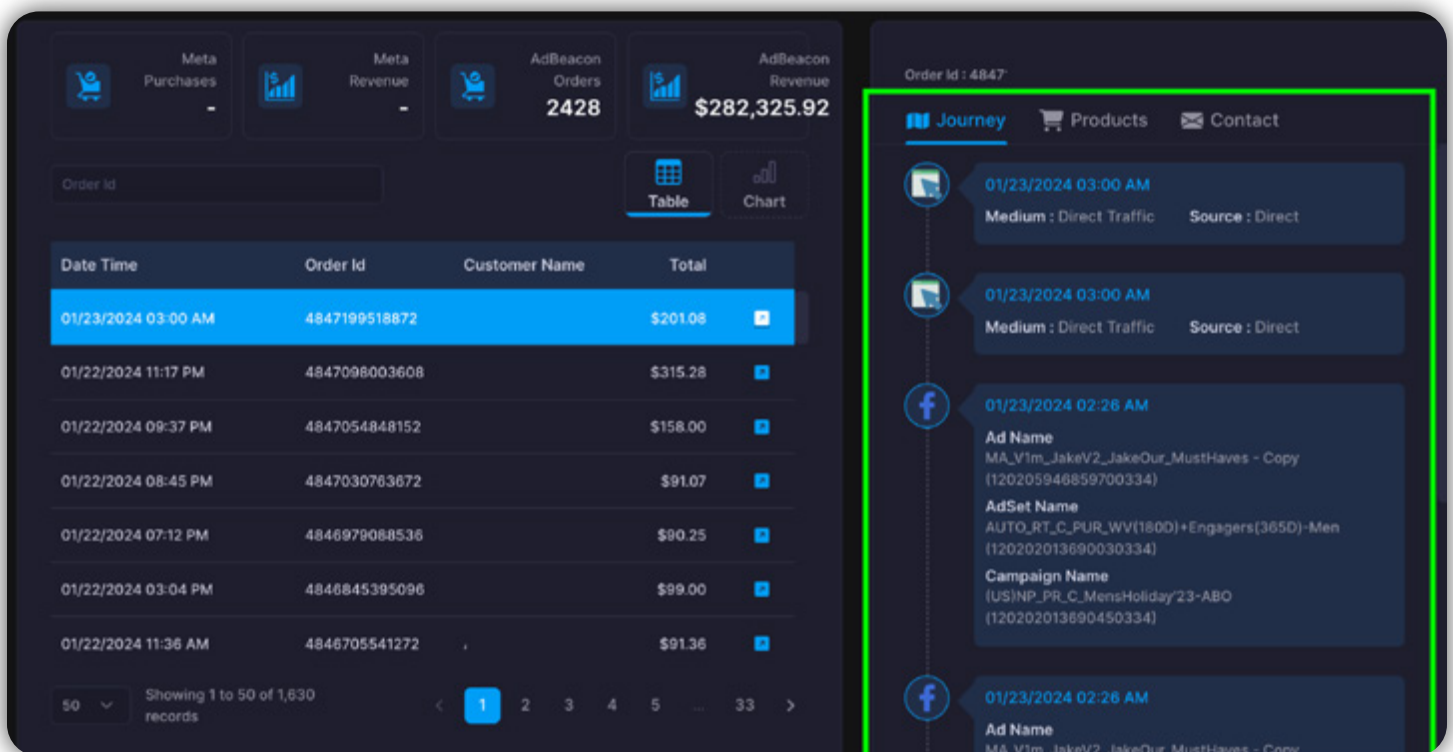 Meta
Purchases
-
Meta
Revenue
-
AdBeacon
Orders
2428
AdBeacon
Revenue
$282,325.92
Order Id
Table
Chart
Date Time Order Id Customer Name Total
01/23/2024 03:00 AM 4847199518872 $201.08
01/22/2024 11:17 PM 4847098003608 $315.28
01/22/2024 09:37 PM 4847054848152 $158.00
01/22/2024 08:45 PM 4847030763672 $91.07
01/22/2024 07:12 PM 4846979088536 $90.25
01/22/2024 03:04 PM 4846845395096 $99.00
01/22/2024 11:36 AM 4846705541272 , $91.36
50
Showing 1 to 50 of 1,630
records
< 1 2 3 4 5 ... 33 >
Order Id : 4847
Journey Products Contact
01/23/2024 03:00 AM
Medium : Direct Traffic Source : Direct
01/23/2024 03:00 AM
Medium : Direct Traffic Source : Direct
01/23/2024 02:26 AM
Ad Name
MA_V1m_JakeV2_JakeOur_MustHaves - Copy
(120205946859700334)
AdSet Name
AUTO_RT_C_PUR_WV(180D)+Engagers(365D)-Men
(120202013690030334)
Campaign Name
(US)NP_PR_C_MensHoliday'23-ABO
(120202013690450334)
01/23/2024 02:26 AM
Ad Name
MA_V1m_JakeV2_JakeOur_MustHaves - Copy